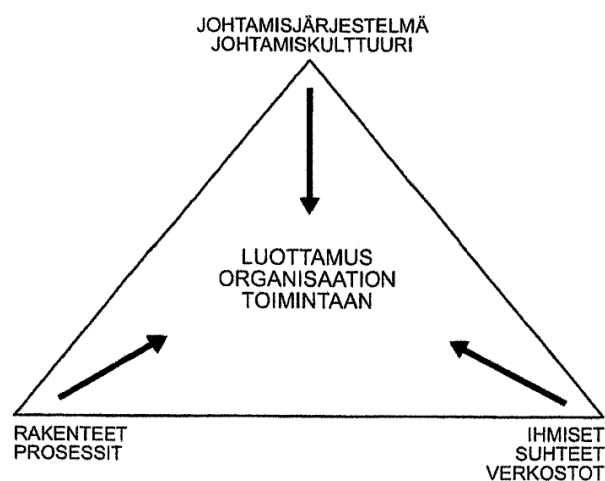 JOHTAMISJÄRJESTELMÄ
JOHTAMISKULTTUURI
LUOTTAMUS
ORGANISAATION
TOIMINTAAN
RAKENTEET
PROSESSIT
IHMISET
SUHTEET
VERKOSTOT